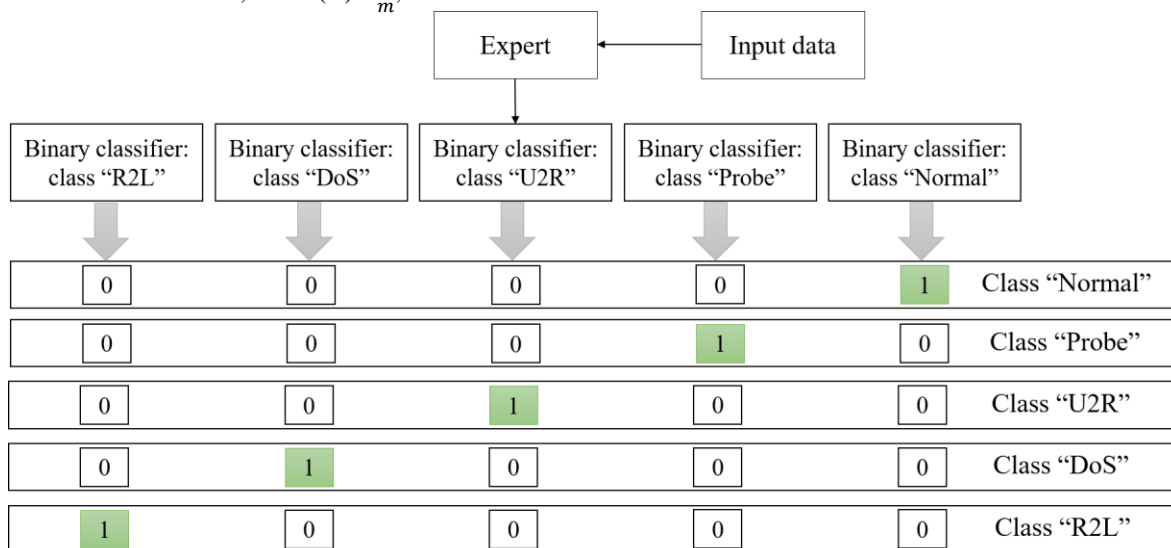 Expert
Input data
Binary classifier:
class “R2L”
Binary classifier:
class “DoS”
Binary classifier:
class “U2R”
Binary classifier:
class “Probe”
Binary classifier:
class “Normal”
0 0 0 0 1 Class “Normal”
0 0 0 1 0 Class “Probe”
0 0 1 0 0 Class “U2R”
0 1 0 0 0 Class “DoS”
1 0 0 0 0 Class “R2L”